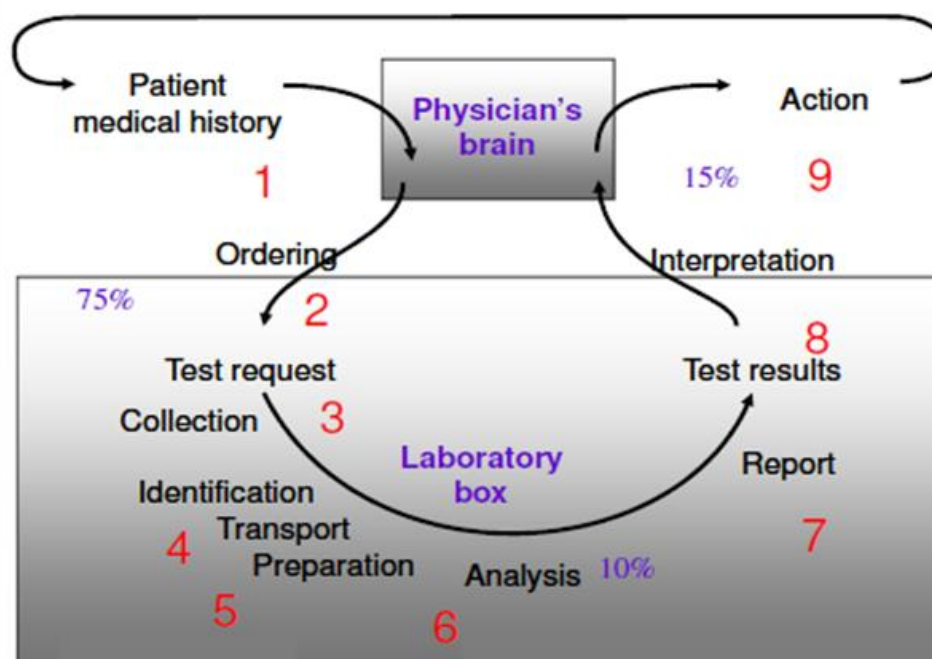 Patient
medical history
1
Physician's
brain
Action
15%
9
Ordering
Interpretation
75%
2
8
Test request
Test results
Collection
3
Laboratory
box
Report
Identification
Transport
4
7
Preparation
Analysis
10%
5
6